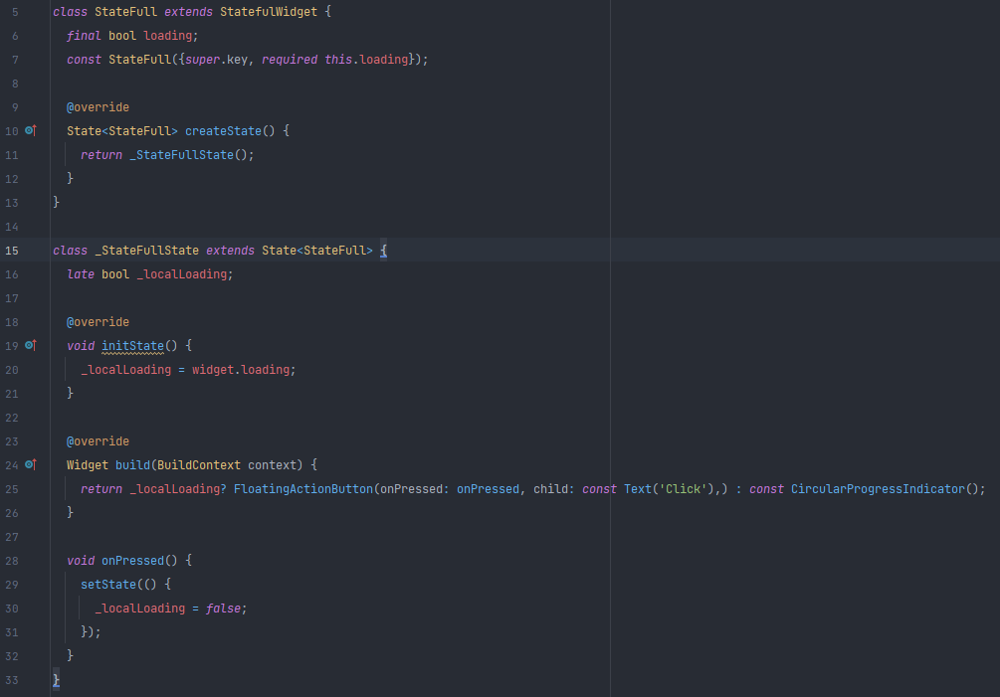 5 class StateFull extends StatefulWidget {
6   final bool loading;
7   const StateFull({super.key, required this.loading});
8
9   @override
10   State<StateFull> createState() {
11     return _StateFullState();
12   }
13 }
14
15 class _StateFullState extends State<StateFull> {
16   late bool _localLoading;
17
18   @override
19   void initState() {
20     _localLoading = widget.loading;
21   }
22
23   @override
24   Widget build(BuildContext context) {
25     return _localLoading? FloatingActionButton(onPressed: onPressed, child: const Text('Click'),) : const CircularProgressIndicator();
26   }
27
28   void onPressed() {
29     setState(() {
30       _localLoading = false;
31     });
32   }
33 }